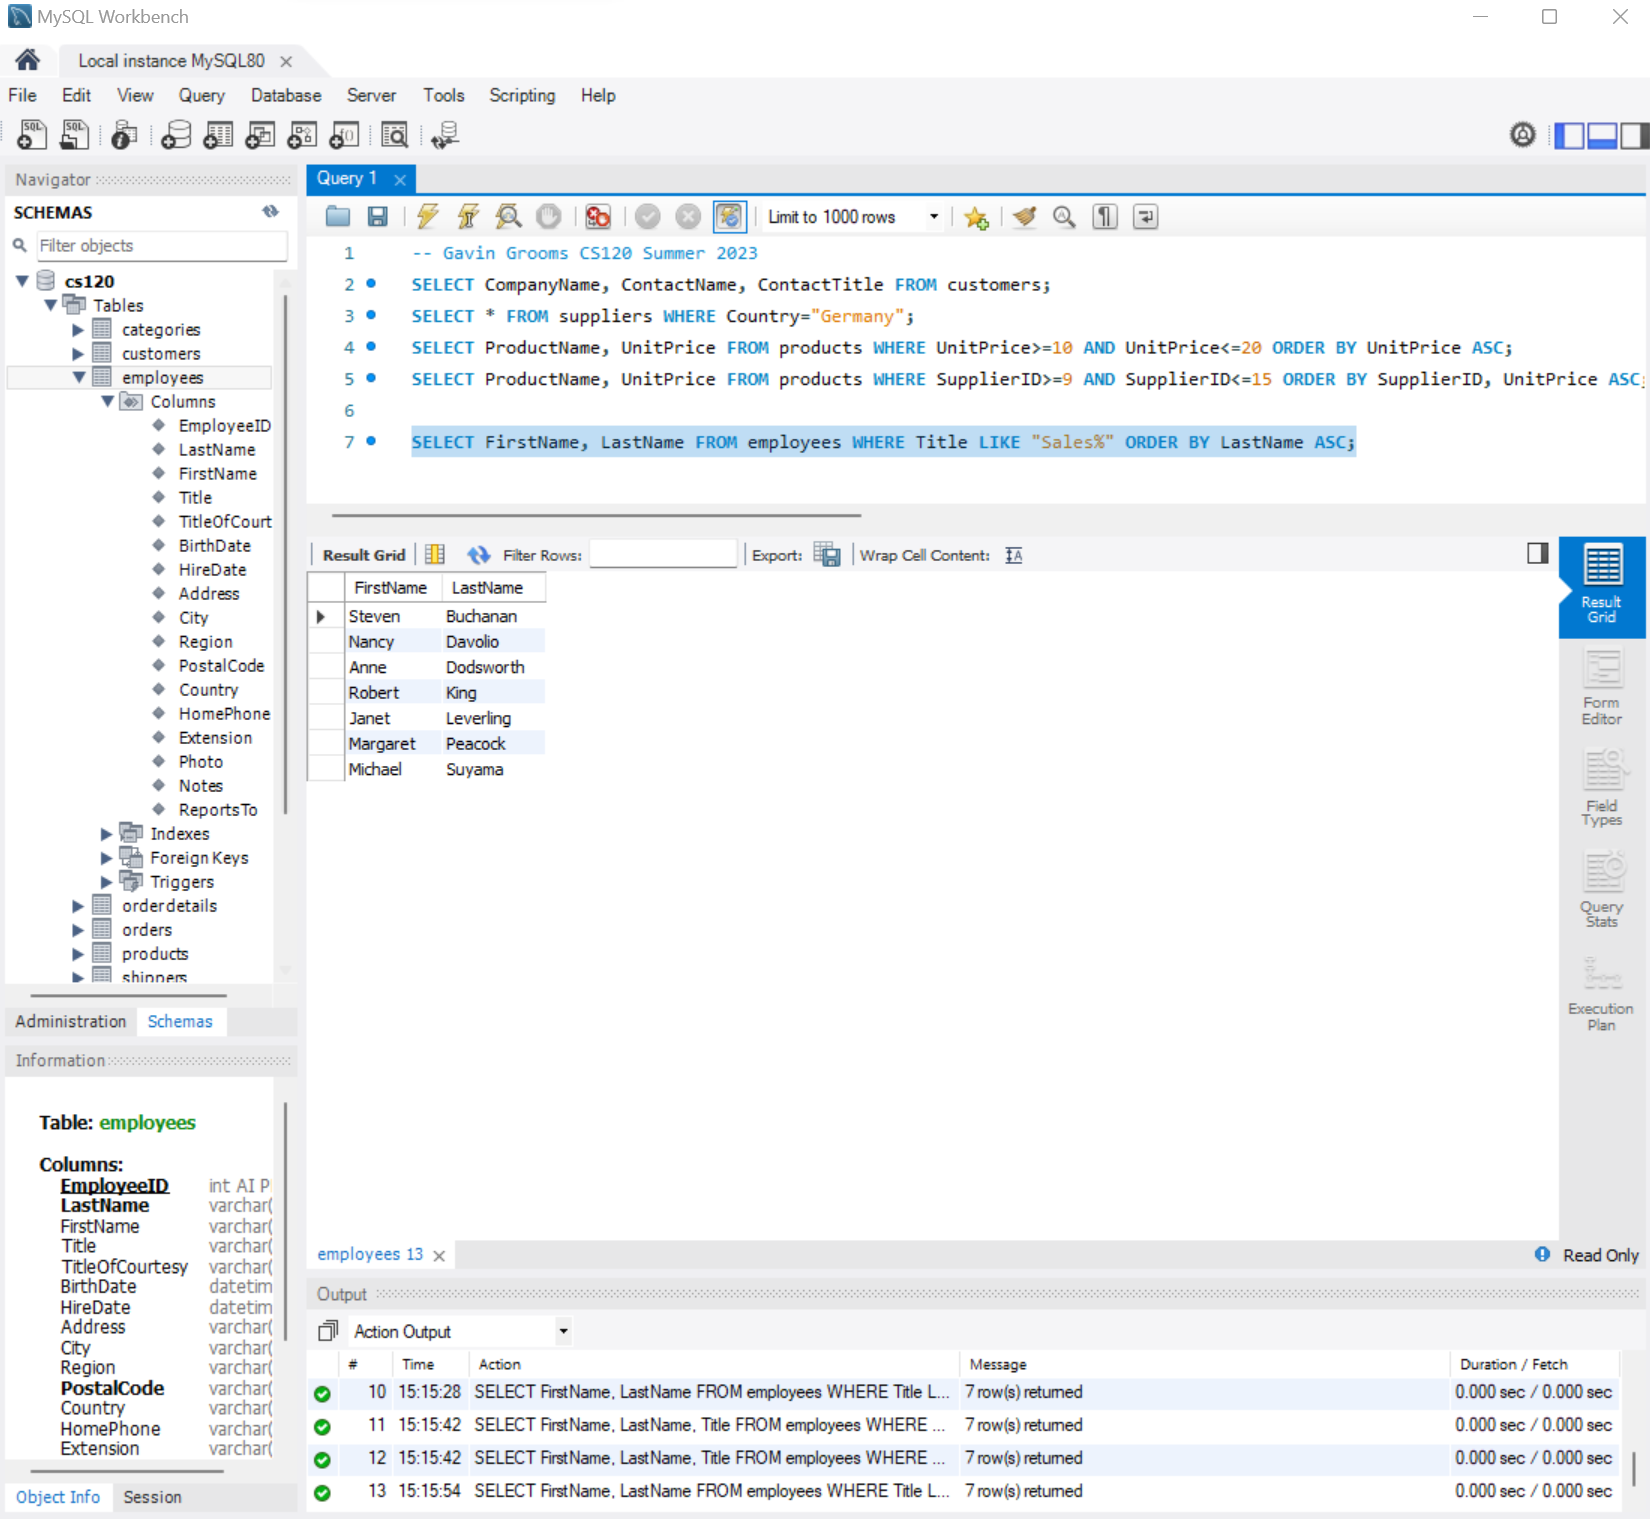 MySQL Workbench
Local instance MySQL80
File Edit View Query Database Server Tools Scripting Help
Navigator
SCHEMAS
Filter objects
cs120
Tables
categories
customers
employees
Columns
EmployeeID
LastName
FirstName
Title
TitleOfCourt
BirthDate
HireDate
Address
City
Region
PostalCode
Country
HomePhone
Extension
Photo
Notes
ReportsTo
Indexes
Foreign Keys
Triggers
orderdetails
orders
products
shippers
Administration Schemas
Information
Table: employees
Columns:
EmployeeID int AI P
LastName varchar(
FirstName varchar(
Title varchar(
TitleOfCourtesy varchar(
BirthDate datetim
HireDate datetim
Address varchar(
City varchar(
Region varchar(
PostalCode varchar(
Country varchar(
HomePhone varchar(
Extension varchar(
Object Info Session
Query 1
Limit to 1000 rows
1 -- Gavin Grooms CS120 Summer 2023
2 SELECT CompanyName, ContactName, ContactTitle FROM customers;
3 SELECT * FROM suppliers WHERE Country="Germany";
4 SELECT ProductName, UnitPrice FROM products WHERE UnitPrice>=10 AND UnitPrice<=20 ORDER BY UnitPrice ASC;
5 SELECT ProductName, UnitPrice FROM products WHERE SupplierID>=9 AND SupplierID<=15 ORDER BY SupplierID, UnitPrice ASC;
6
7 SELECT FirstName, LastName FROM employees WHERE Title LIKE "Sales%" ORDER BY LastName ASC;
Result Grid Filter Rows: Export: Wrap Cell Content:
FirstName LastName
Steven Buchanan
Nancy Davolio
Anne Dodsworth
Robert King
Janet Leverling
Margaret Peacock
Michael Suyama
Result
Grid
Form
Editor
Field
Types
Query
Stats
Execution
Plan
employees 13
Read Only
Output
Action Output
# Time Action Message Duration / Fetch
10 15:15:28 SELECT FirstName, LastName FROM employees WHERE Title L... 7 row(s) returned 0.000 sec / 0.000 sec
11 15:15:42 SELECT FirstName, LastName, Title FROM employees WHERE ... 7 row(s) returned 0.000 sec / 0.000 sec
12 15:15:42 SELECT FirstName, LastName, Title FROM employees WHERE ... 7 row(s) returned 0.000 sec / 0.000 sec
13 15:15:54 SELECT FirstName, LastName FROM employees WHERE Title L... 7 row(s) returned 0.000 sec / 0.000 sec